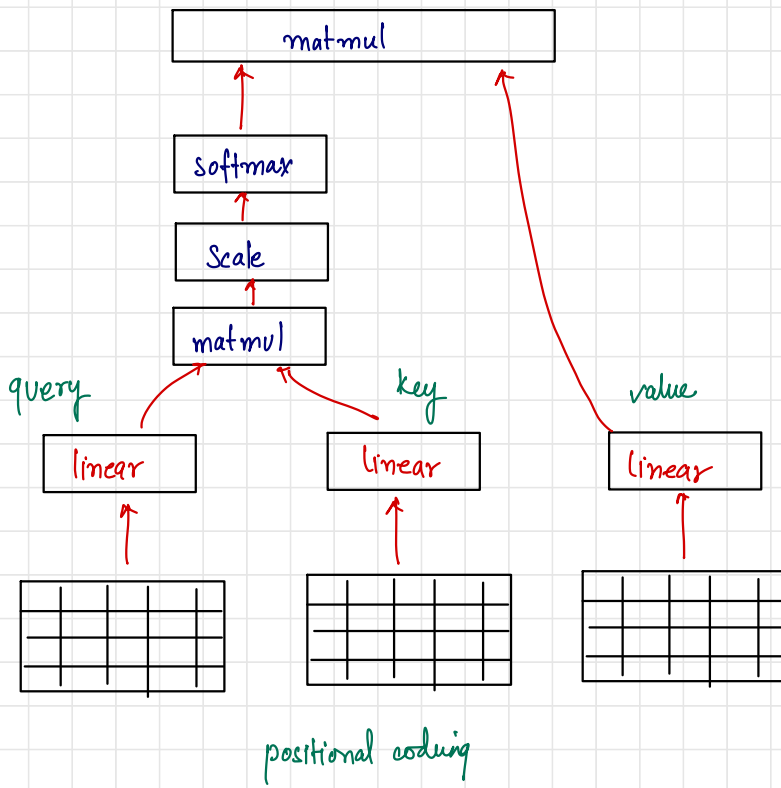 matmul
softmax
Scale
matmul
query
key
value
linear
linear
linear
positional coding